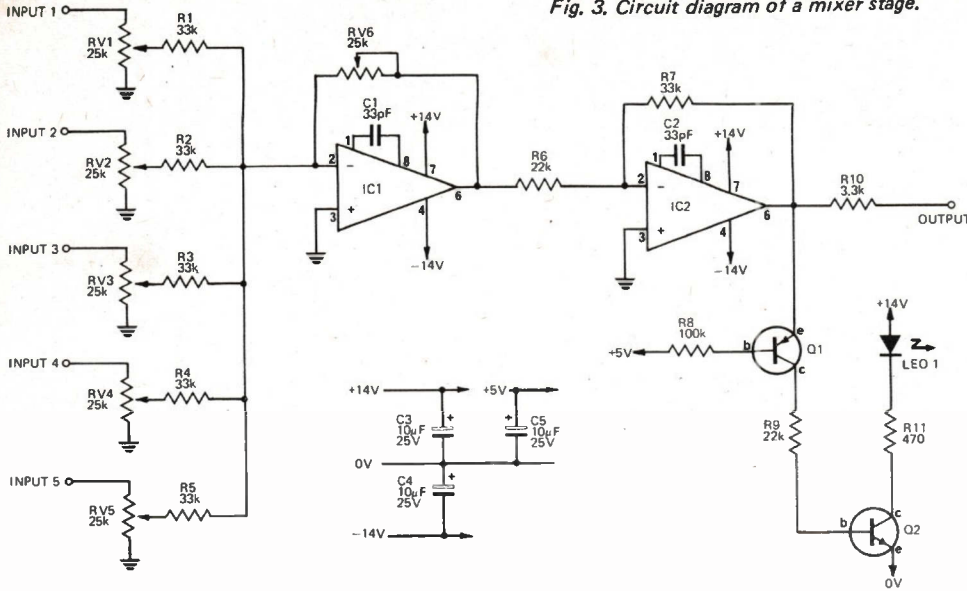 Fig. 3. Circuit diagram of a mixer stage.
INPUT 1
RV1
25k
R1
33k
INPUT 2
RV2
25k
R2
33k
INPUT 3
RV3
25k
R3
33k
INPUT 4
RV4
25k
R4
33k
INPUT 5
RV5
25k
R5
33k
RV6
25k
C1
33pF
+14V
1
8
2
−
7
IC1
6
+
3
4
−14V
R6
22k
R7
33k
C2
33pF
+14V
1
8
2
−
7
IC2
6
+
3
4
−14V
R10
3.3k
OUTPUT
+5V
R8
100k
b
e
Q1
c
+14V
LEO 1
R9
22k
R11
470
b
c
Q2
e
0V
+14V
+5V
C3
10μF
25V
+
C5
10μF
25V
+
0V
C4
10μF
25V
+
−14V